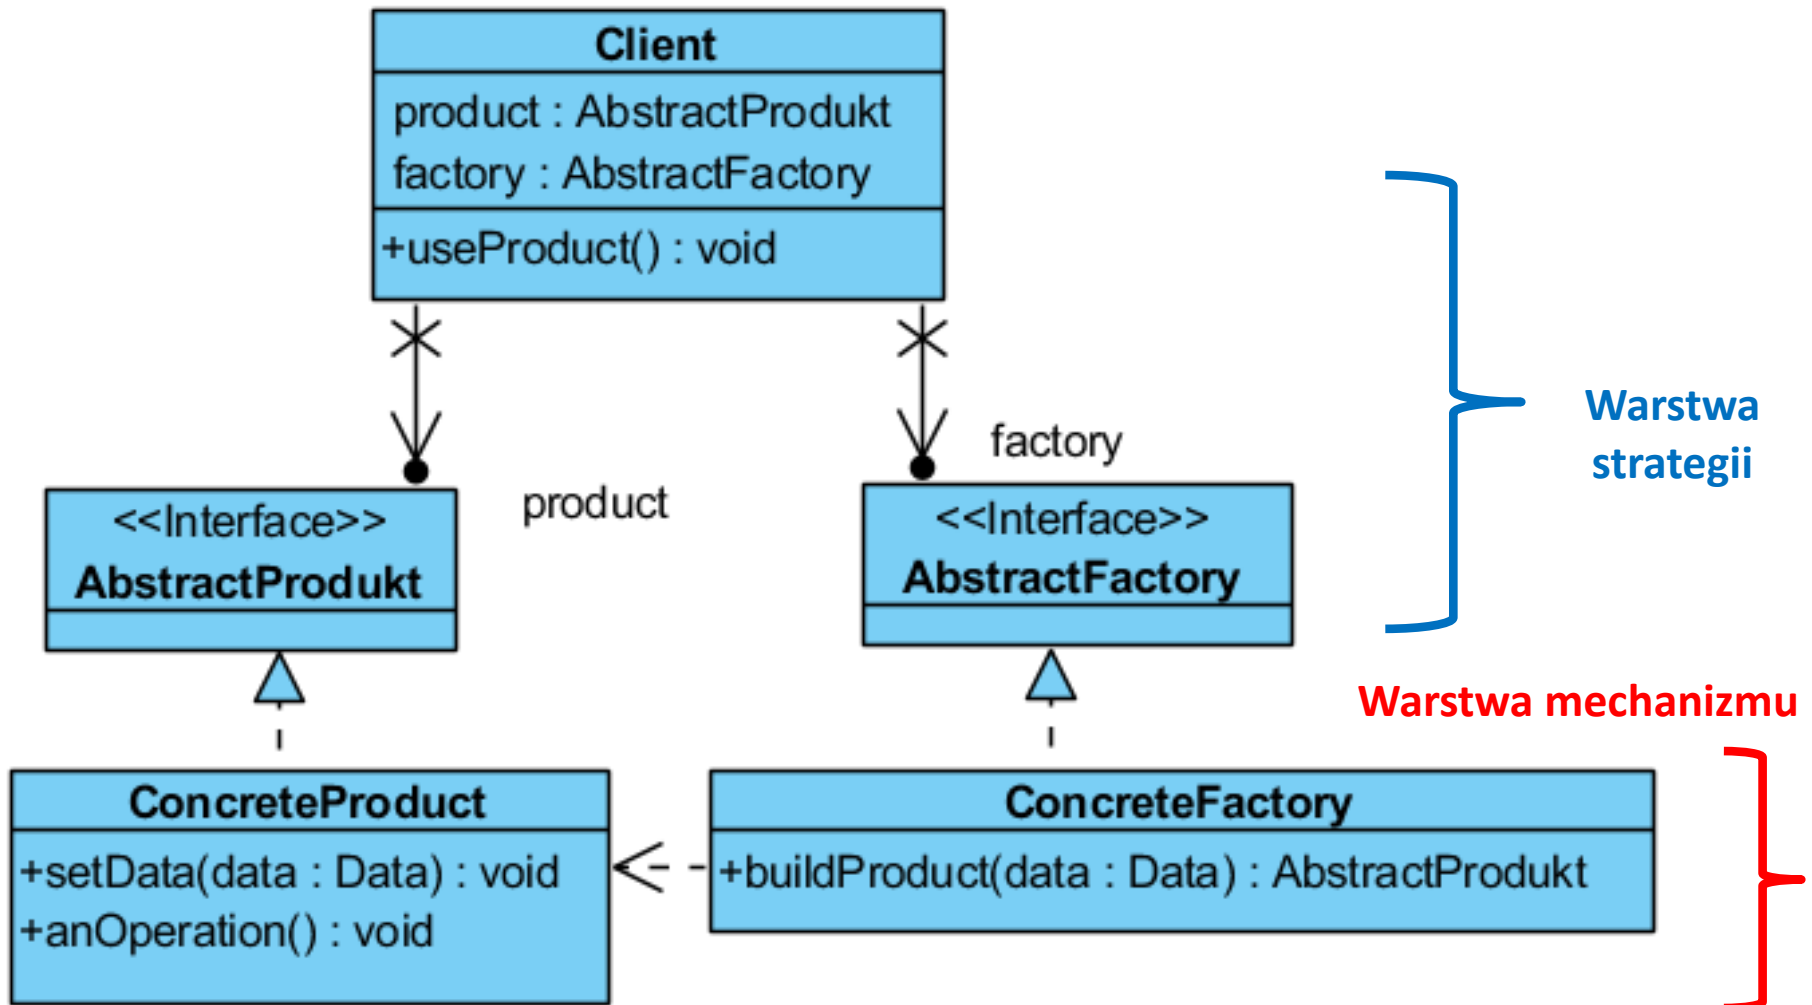 Client
product : AbstractProdukt
factory : AbstractFactory
+useProduct() : void
product
factory
<<Interface>>
AbstractProdukt
<<Interface>>
AbstractFactory
Warstwa
strategii
Warstwa mechanizmu
ConcreteProduct
+setData(data : Data) : void
+anOperation() : void
ConcreteFactory
+buildProduct(data : Data) : AbstractProdukt